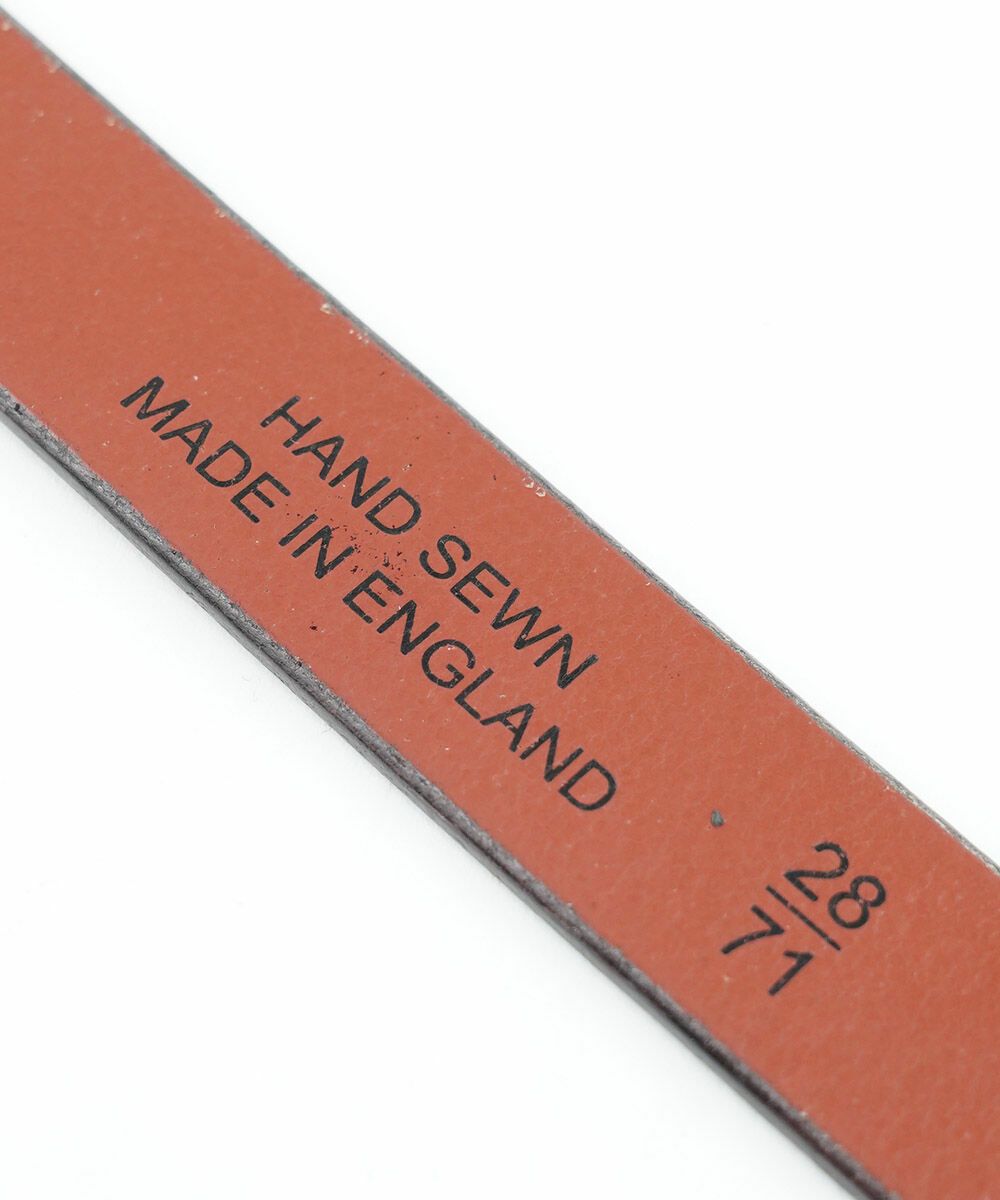 HAND SEWN
MADE IN ENGLAND
28
71